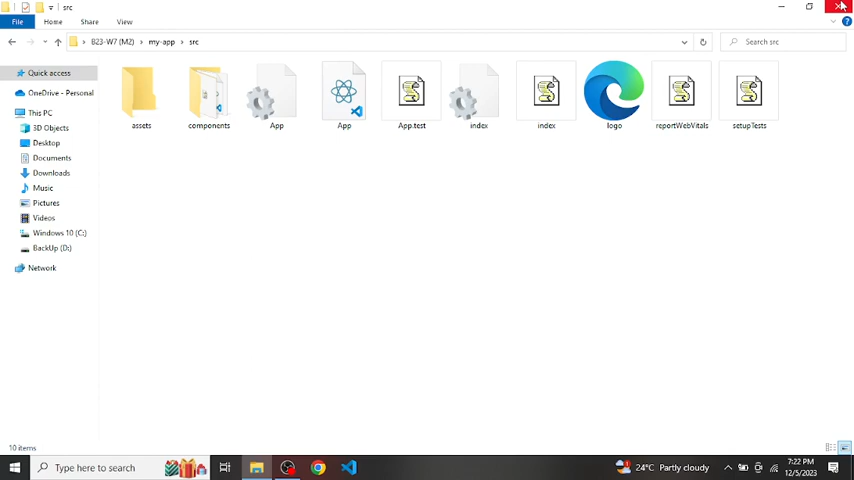 src
File Home Share View
B23-W7 (M2) my-app src
Search src
Quick access
OneDrive - Personal
This PC
3D Objects
Desktop
Documents
Downloads
Music
Pictures
Videos
Windows 10 (C:)
BackUp (D:)
Network
assets components App App App.test index index logo reportWebVitals setupTests
10 items
Type here to search
24°C Partly cloudy
7:22 PM
12/5/2023